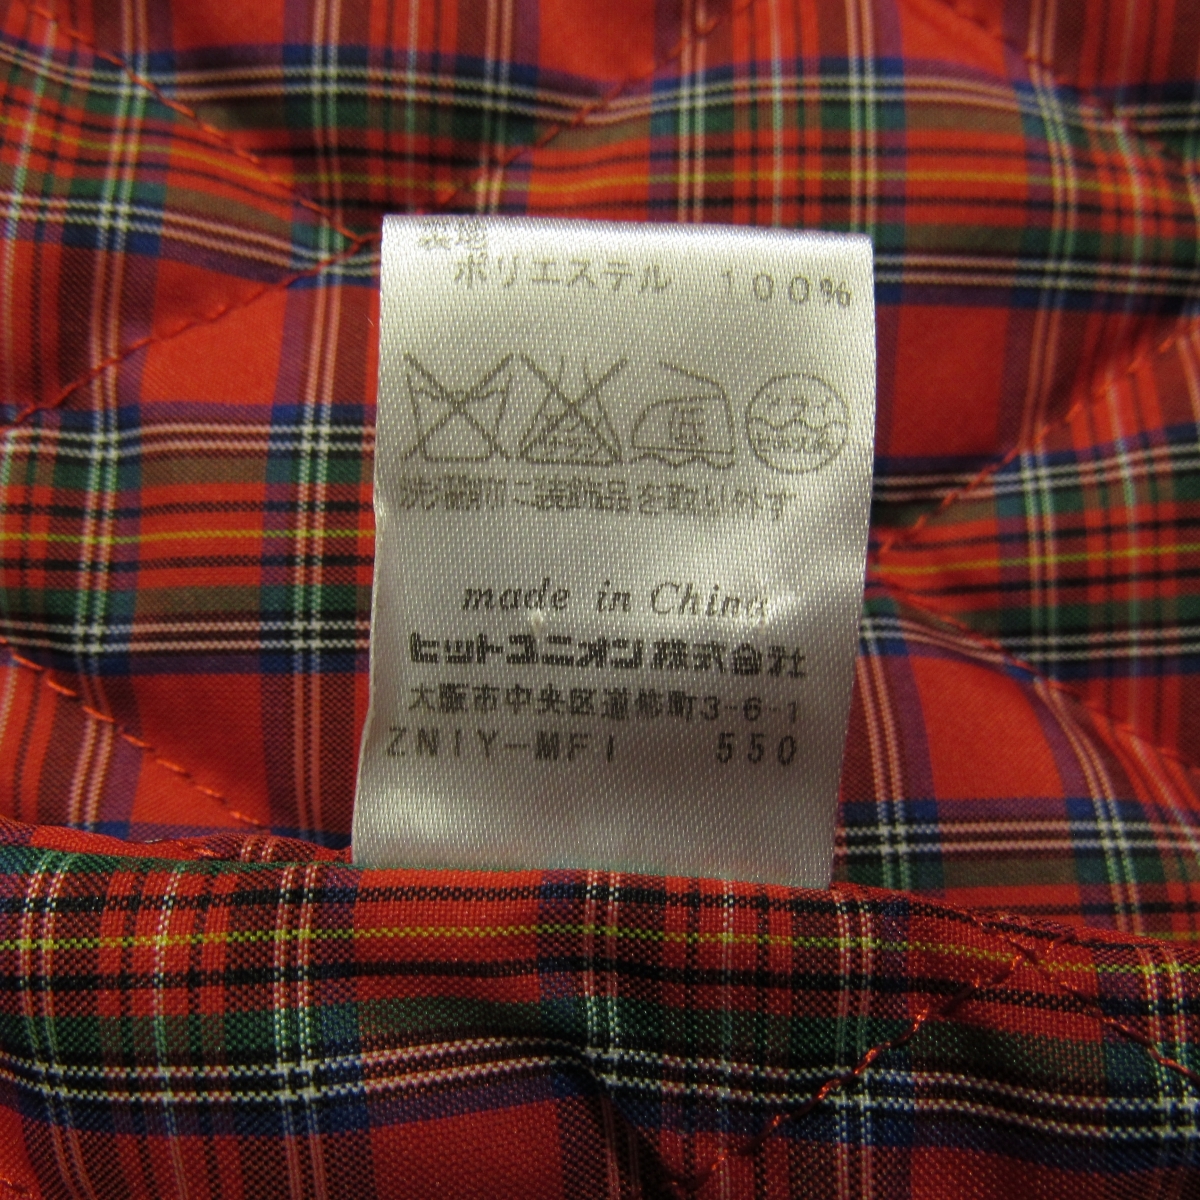 ポリエステル 100%
洗濯前に装飾品を取り外す
made in China
ヒットユニオン株式会社
大阪市中央区道修町3-6-1
ZNIY-MFI 550